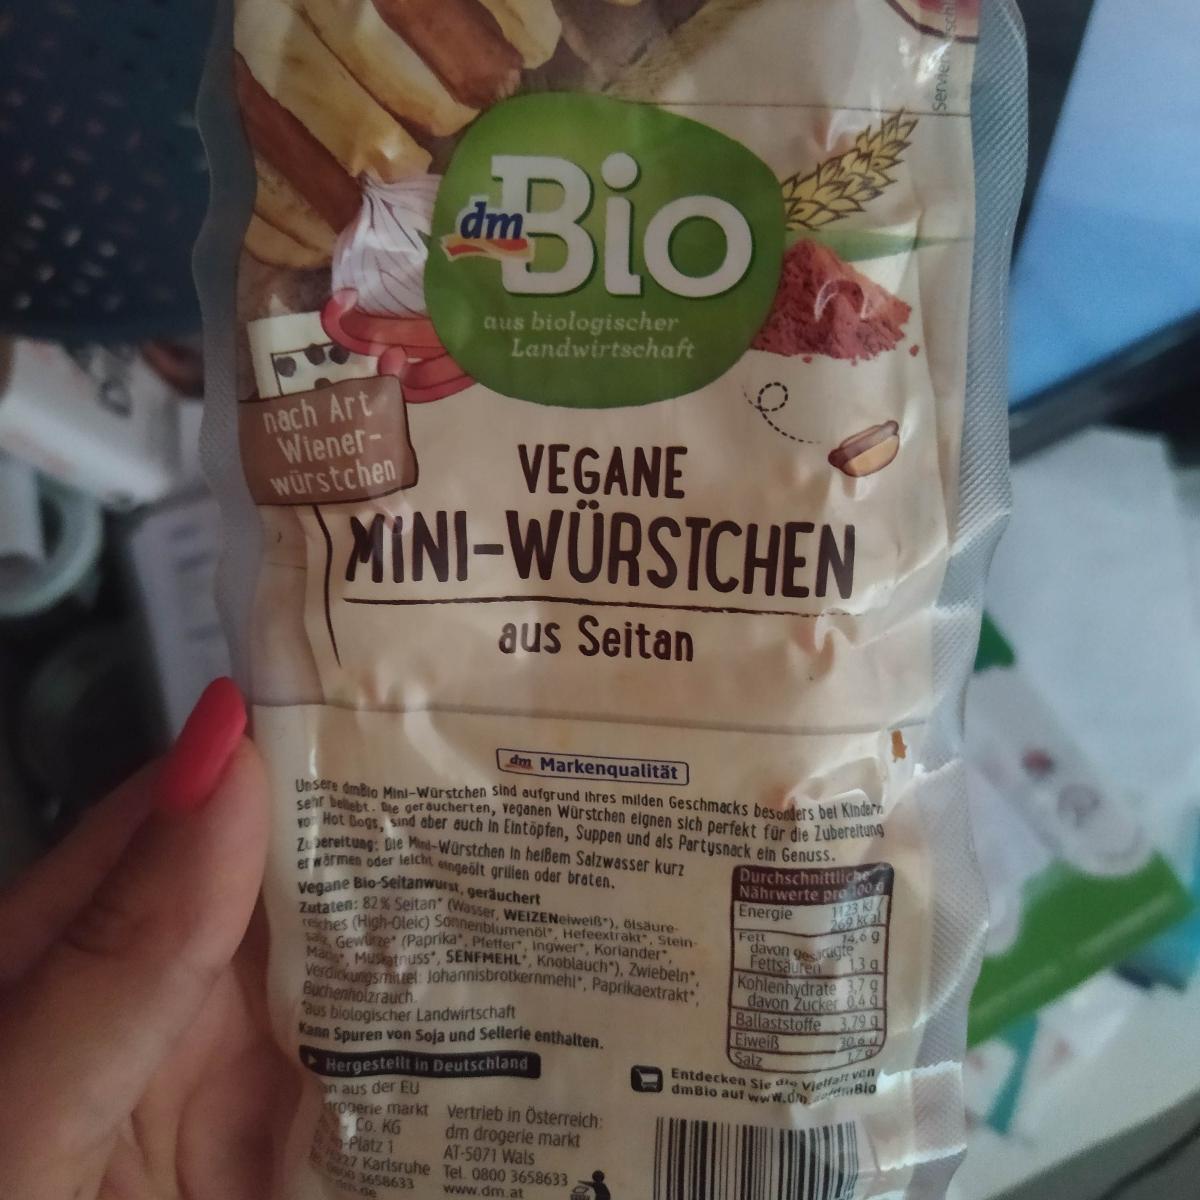 Bio
dm
aus biologischer
Landwirtschaft
nach Art
Wiener-
würstchen
VEGANE
MINI-WÜRSTCHEN
aus Seitan
dm Markenqualität
Unsere dmBio Mini-Würstchen sind aufgrund ihres milden Geschmacks besonders bei Kindern
sehr beliebt. Die geräucherten, veganen Würstchen eignen sich perfekt für die Zubereitung
von Hot Dogs, sind aber auch in Eintöpfen, Suppen und als Partysnack ein Genuss.
Zubereitung: Die Mini-Würstchen in heißem Salzwasser kurz
erwärmen oder leicht eingeölt grillen oder braten.
Vegane Bio-Seitanwurst, geräuchert
Zutaten: 82% Seitan* (Wasser, WEIZENeiweiß*), ölsäure-
reiches (High-Oleic) Sonnenblumenöl*, Hefeextrakt*, Stein-
salz, Gewürze* (Paprika*, Pfeffer*, Ingwer*, Koriander*,
Macis*, Muskatnuss*, SENFMEHL*, Knoblauch*), Zwiebeln*,
Verdickungsmittel: Johannisbrotkernmehl*, Paprikaextrakt*,
Buchenholzrauch.
*aus biologischer Landwirtschaft
Kann Spuren von Soja und Sellerie enthalten.
Hergestellt in Deutschland
aus der EU
drogerie markt
Co. KG
-Platz 1
Karlsruhe
3658633
dm.de
Vertrieb in Österreich:
dm drogerie markt
AT-5071 Wals
Tel. 0800 3658633
www.dm.at
Durchschnittliche
Nährwerte pro 100 g
Energie 1123 kJ
269 kcal
Fett 14,6 g
davon gesättigte
Fettsäuren 1,3 g
Kohlenhydrate 3,7 g
davon Zucker 0,4 g
Ballaststoffe 3,79 g
Eiweiß 30,6 g
Salz 1,7 g
Entdecken Sie die Vielfalt von
dmBio auf